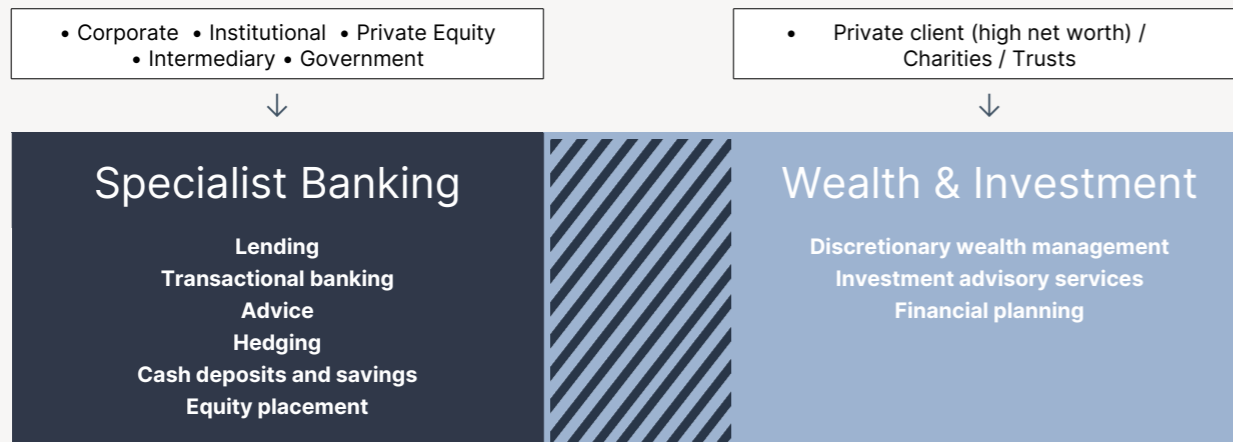 • Corporate • Institutional • Private Equity
• Intermediary • Government
• Private client (high net worth) /
Charities / Trusts
Specialist Banking
Lending
Transactional banking
Advice
Hedging
Cash deposits and savings
Equity placement
Wealth & Investment
Discretionary wealth management
Investment advisory services
Financial planning